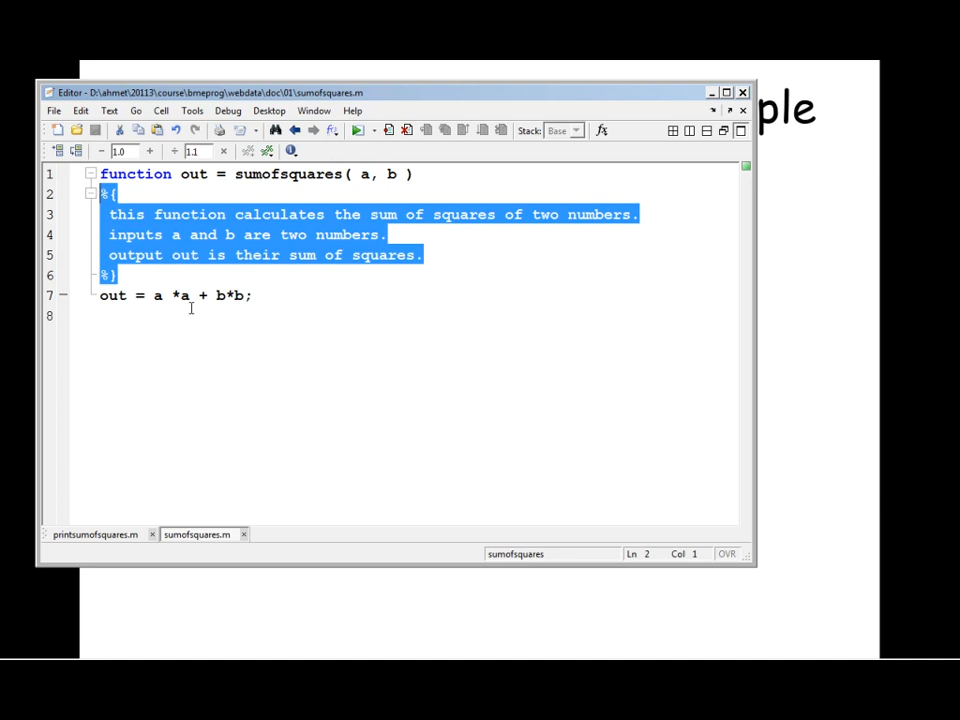 ple
Editor - D:\ahmet\20113\course\bmeprog\webdata\doc\01\sumofsquares.m
File Edit Text Go Cell Tools Debug Desktop Window Help
Stack: Base fx
1.0 1.1
1 function out = sumofsquares( a, b )
2 %{
3 this function calculates the sum of squares of two numbers.
4 inputs a and b are two numbers.
5 output out is their sum of squares.
6 %}
7 out = a *a + b*b;
8
printsumofsquares.m sumofsquares.m
sumofsquares Ln 2 Col 1 OVR